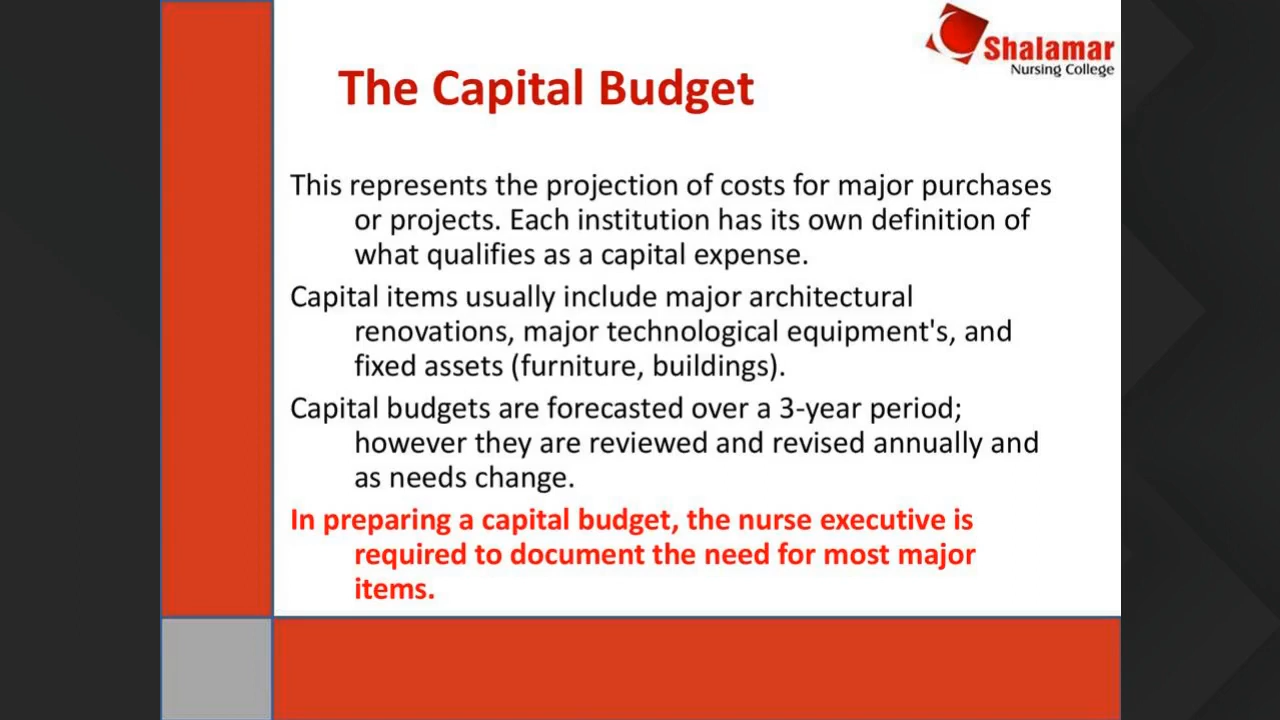 Shalamar
Nursing College
The Capital Budget
This represents the projection of costs for major purchases
or projects. Each institution has its own definition of
what qualifies as a capital expense.
Capital items usually include major architectural
renovations, major technological equipment's, and
fixed assets (furniture, buildings).
Capital budgets are forecasted over a 3-year period;
however they are reviewed and revised annually and
as needs change.
In preparing a capital budget, the nurse executive is
required to document the need for most major
items.